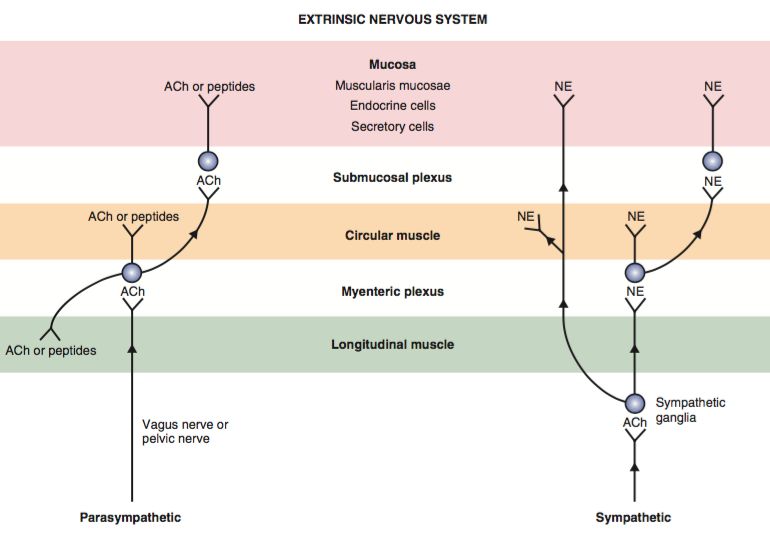 EXTRINSIC NERVOUS SYSTEM
Mucosa
ACh or peptides
Muscularis mucosae
NE
NE
Endocrine cells
Secretory cells
ACh
Submucosal plexus
NE
ACh or peptides
Circular muscle
NE
NE
ACh
Myenteric plexus
NE
ACh or peptides
Longitudinal muscle
Sympathetic
ganglia
ACh
Vagus nerve or
pelvic nerve
Parasympathetic
Sympathetic